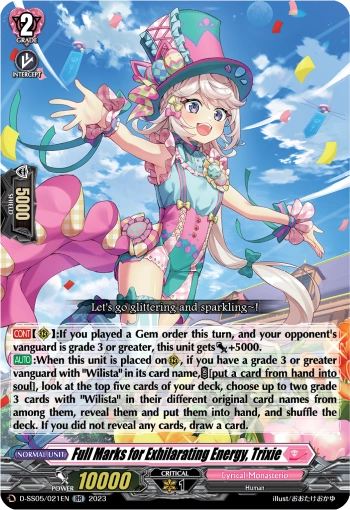 2
GRADE
INTERCEPT
5000
SHIELD
Let's go glittering and sparkling~!
CONT【 】:If you played a Gem order this turn, and your opponent's
vanguard is grade 3 or greater, this unit gets +5000.
AUTO:When this unit is placed on , if you have a grade 3 or greater
vanguard with "Wilista" in its card name, [put a card from hand into
soul], look at the top five cards of your deck, choose up to two grade
3 cards with "Wilista" in their different original card names from
among them, reveal them and put them into hand, and shuffle the
deck. If you did not reveal any cards, draw a card.
NORMAL UNIT
Full Marks for Exhilarating Energy, Trixie
POWER 10000
CRITICAL
1
Lyrical Monasterio
Human
D-SS05/021EN RR 2023
illust/おおたけおかゆ